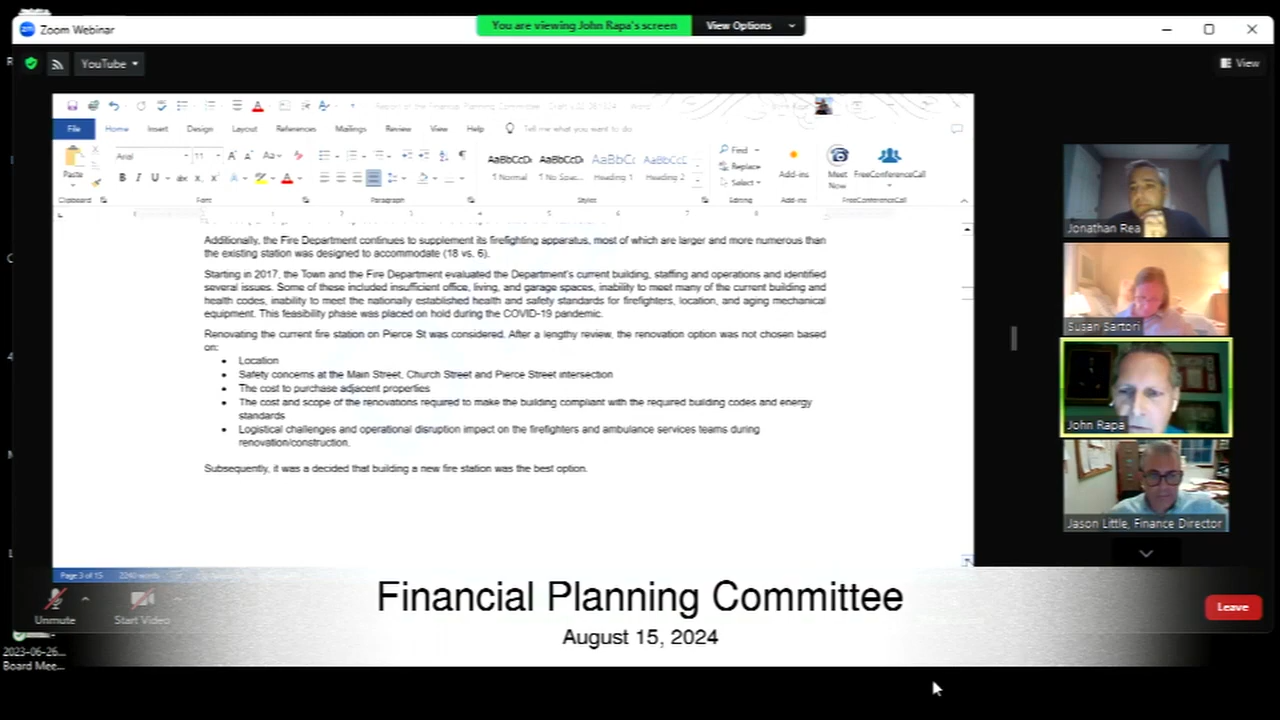 You are viewing John Rapa's screen
View Options
Zoom Webinar
YouTube
View
File Home Insert Design Layout References Mailings Review View Help Tell me what you want to do
Paste
Arial 11
AaBbCcDi AaBbCcDi AaBbCc AaBbCcE
¶ Normal ¶ No Spac... Heading 1 Heading 2
Find
Replace
Select
Add-ins
Meet Now
FreeConferenceCall
Clipboard Font Paragraph Styles Editing Add-ins FreeConferenceCall
Additionally, the Fire Department continues to supplement its firefighting apparatus, most of which are larger and more numerous than
the existing station was designed to accommodate (18 vs. 6).
Starting in 2017, the Town and the Fire Department evaluated the Department's current building, staffing and operations and identified
several issues. Some of these included insufficient office, living, and garage spaces, inability to meet many of the current building and
health codes, inability to meet the nationally established health and safety standards for firefighters, location, and aging mechanical
equipment. This feasibility phase was placed on hold during the COVID-19 pandemic.
Renovating the current fire station on Pierce St was considered. After a lengthy review, the renovation option was not chosen based
on:
• Location
• Safety concerns at the Main Street, Church Street and Pierce Street intersection
• The cost to purchase adjacent properties
• The cost and scope of the renovations required to make the building compliant with the required building codes and energy
standards
• Logistical challenges and operational disruption impact on the firefighters and ambulance services teams during
renovation/construction.
Subsequently, it was a decided that building a new fire station was the best option.
Page 3 of 15 2240 words
Jonathan Rea
Susan Sartori
John Rapa
Jason Little, Finance Director
Unmute
Start Video
Leave
Financial Planning Committee
August 15, 2024
2023-06-26...
Board Mee...